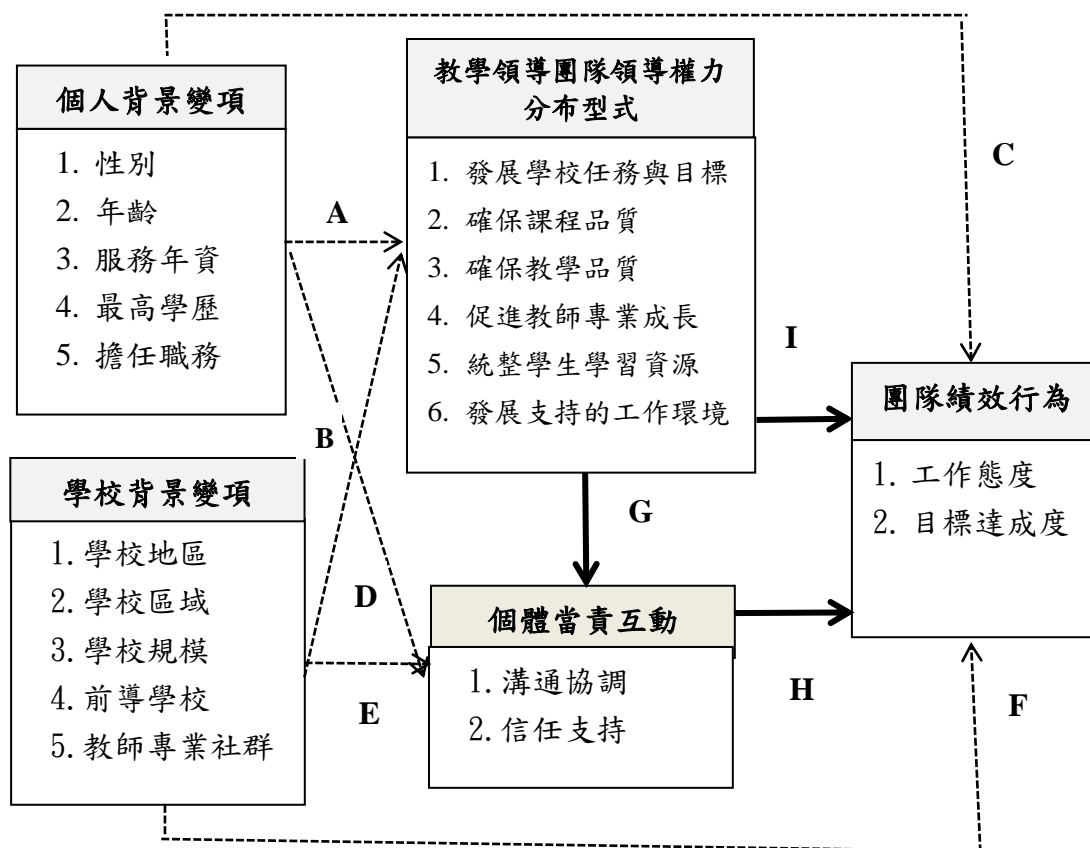 個人背景變項
1. 性別
2. 年齡
3. 服務年資
4. 最高學歷
5. 擔任職務
學校背景變項
1.學校地區
2.學校區域
3.學校規模
4.前導學校
5.教師專業社群
A
B
D
E
教學領導團隊領導權力
分布型式
1. 發展學校任務與目標
2. 確保課程品質
3. 確保教學品質
4. 促進教師專業成長
5. 統整學生學習資源
6. 發展支持的工作環境
G
個體當責互動
1.溝通協調
2.信任支持
C
I
H
F
團隊績效行為
1. 工作態度
2. 目標達成度